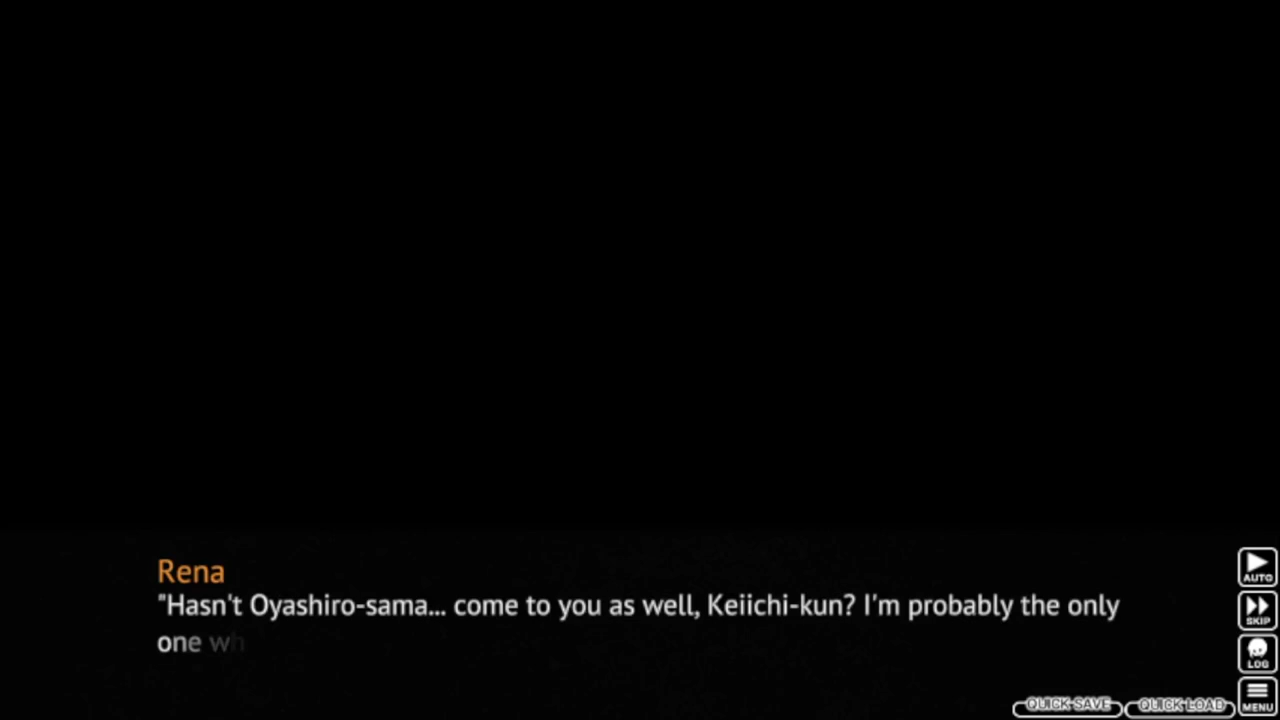 Rena
"Hasn't Oyashiro-sama... come to you as well, Keiichi-kun? I'm probably the only
one wh
AUTO
SKIP
LOG
MENU
QUICK SAVE
QUICK LOAD